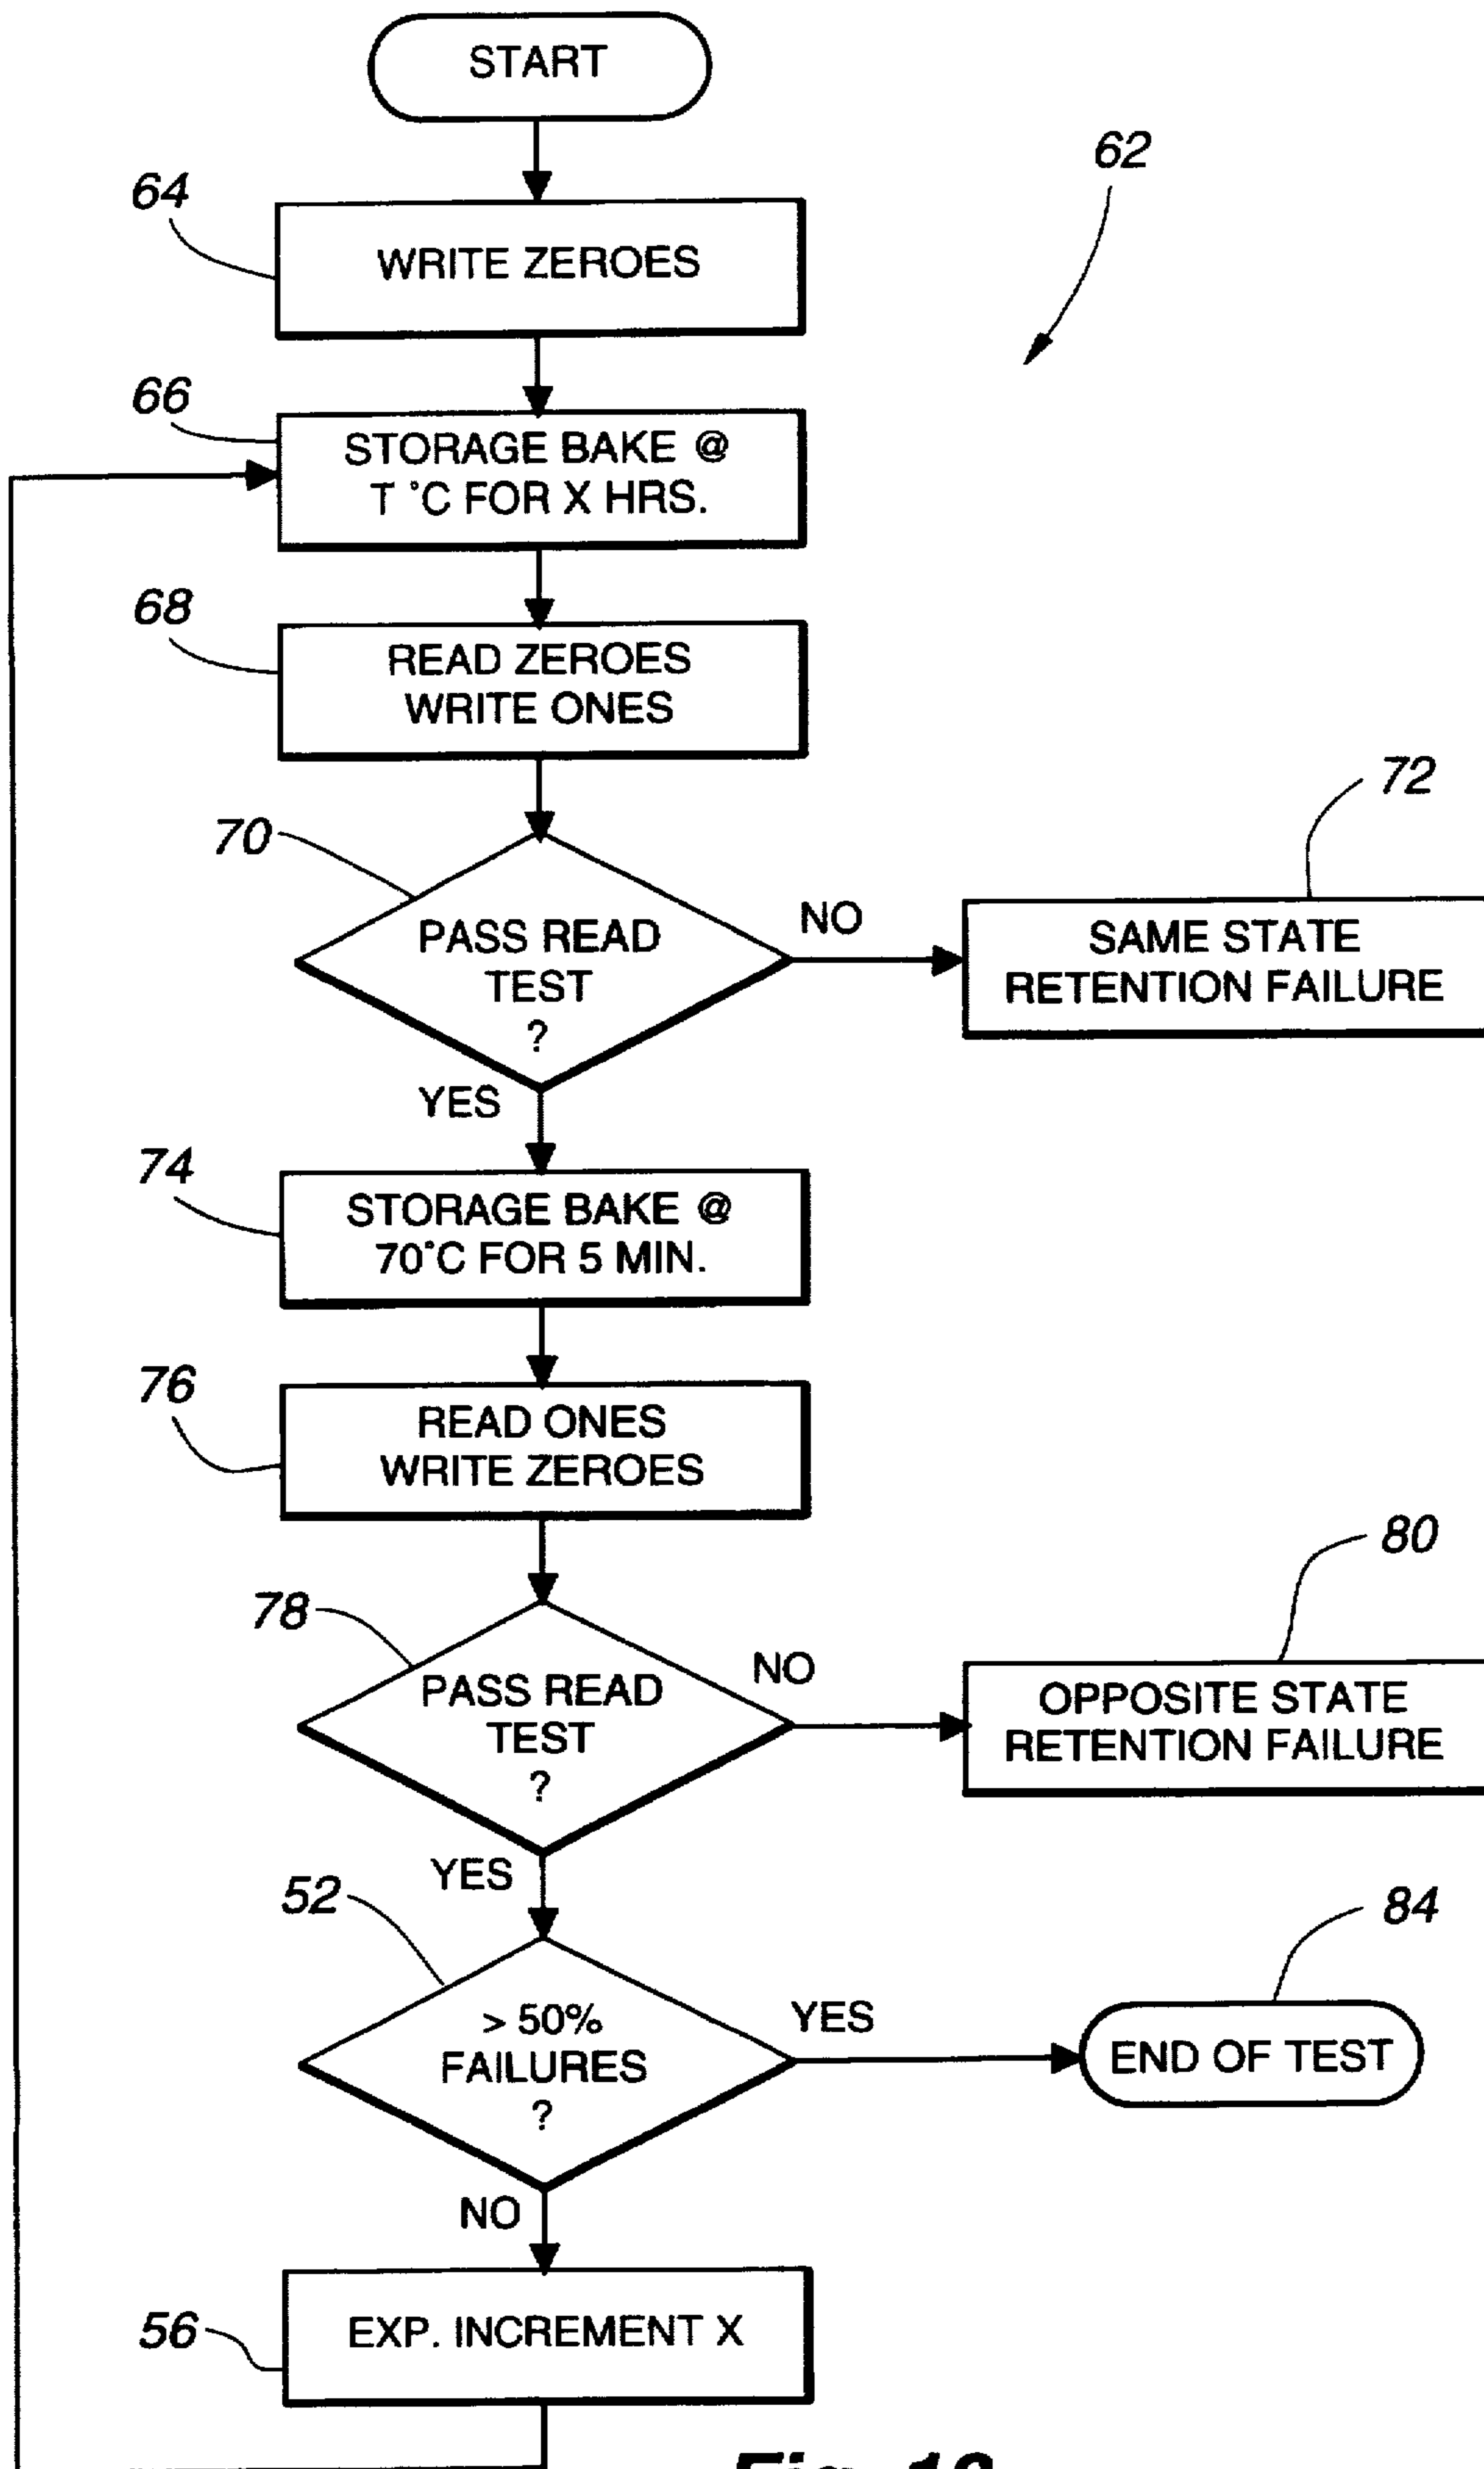 START
62
64
WRITE ZEROES
66
STORAGE BAKE @
T °C FOR X HRS.
68
READ ZEROES
WRITE ONES
70
PASS READ
TEST
?
NO
72
SAME STATE
RETENTION FAILURE
YES
74
STORAGE BAKE @
70°C FOR 5 MIN.
76
READ ONES
WRITE ZEROES
78
PASS READ
TEST
?
NO
80
OPPOSITE STATE
RETENTION FAILURE
YES
52
> 50%
FAILURES
?
YES
84
END OF TEST
NO
56
EXP. INCREMENT X